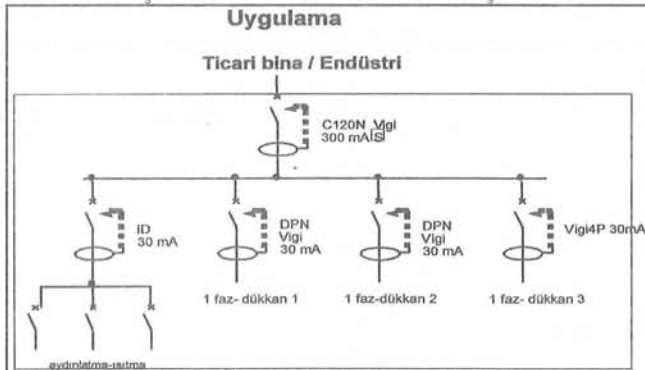 Uygulama
Ticari bina / Endüstri
C120N Vigi
300 mA S
ID
30 mA
DPN
Vigi
30 mA
DPN
Vigi
30 mA
Vigi4P 30mA
1 faz- dükkan 1
1 faz-dükkan 2
1 faz- dükkan 3
aydınlatma-ısıtma